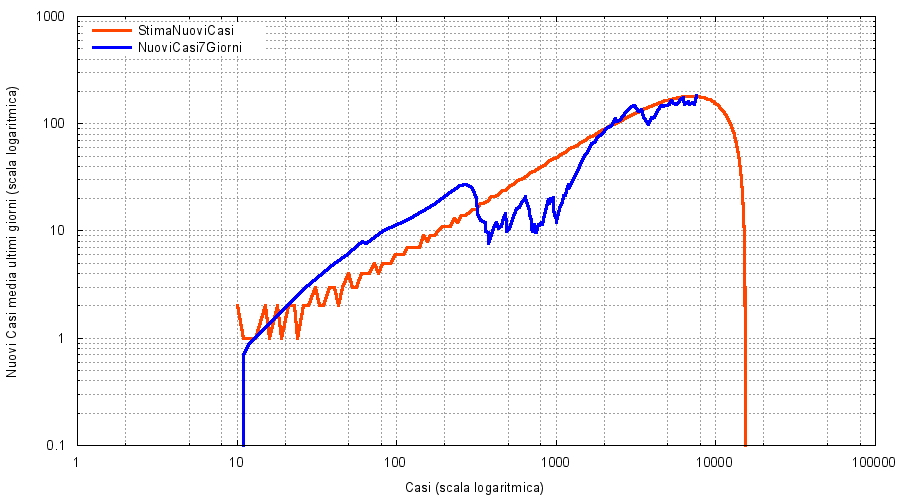 1000
StimaNuoviCasi
NuoviCasi7Giorni
100
10
1
0.1
Nuovi Casi media ultimi giorni (scala logaritmica)
1 10 100 1000 10000 100000
Casi (scala logaritmica)